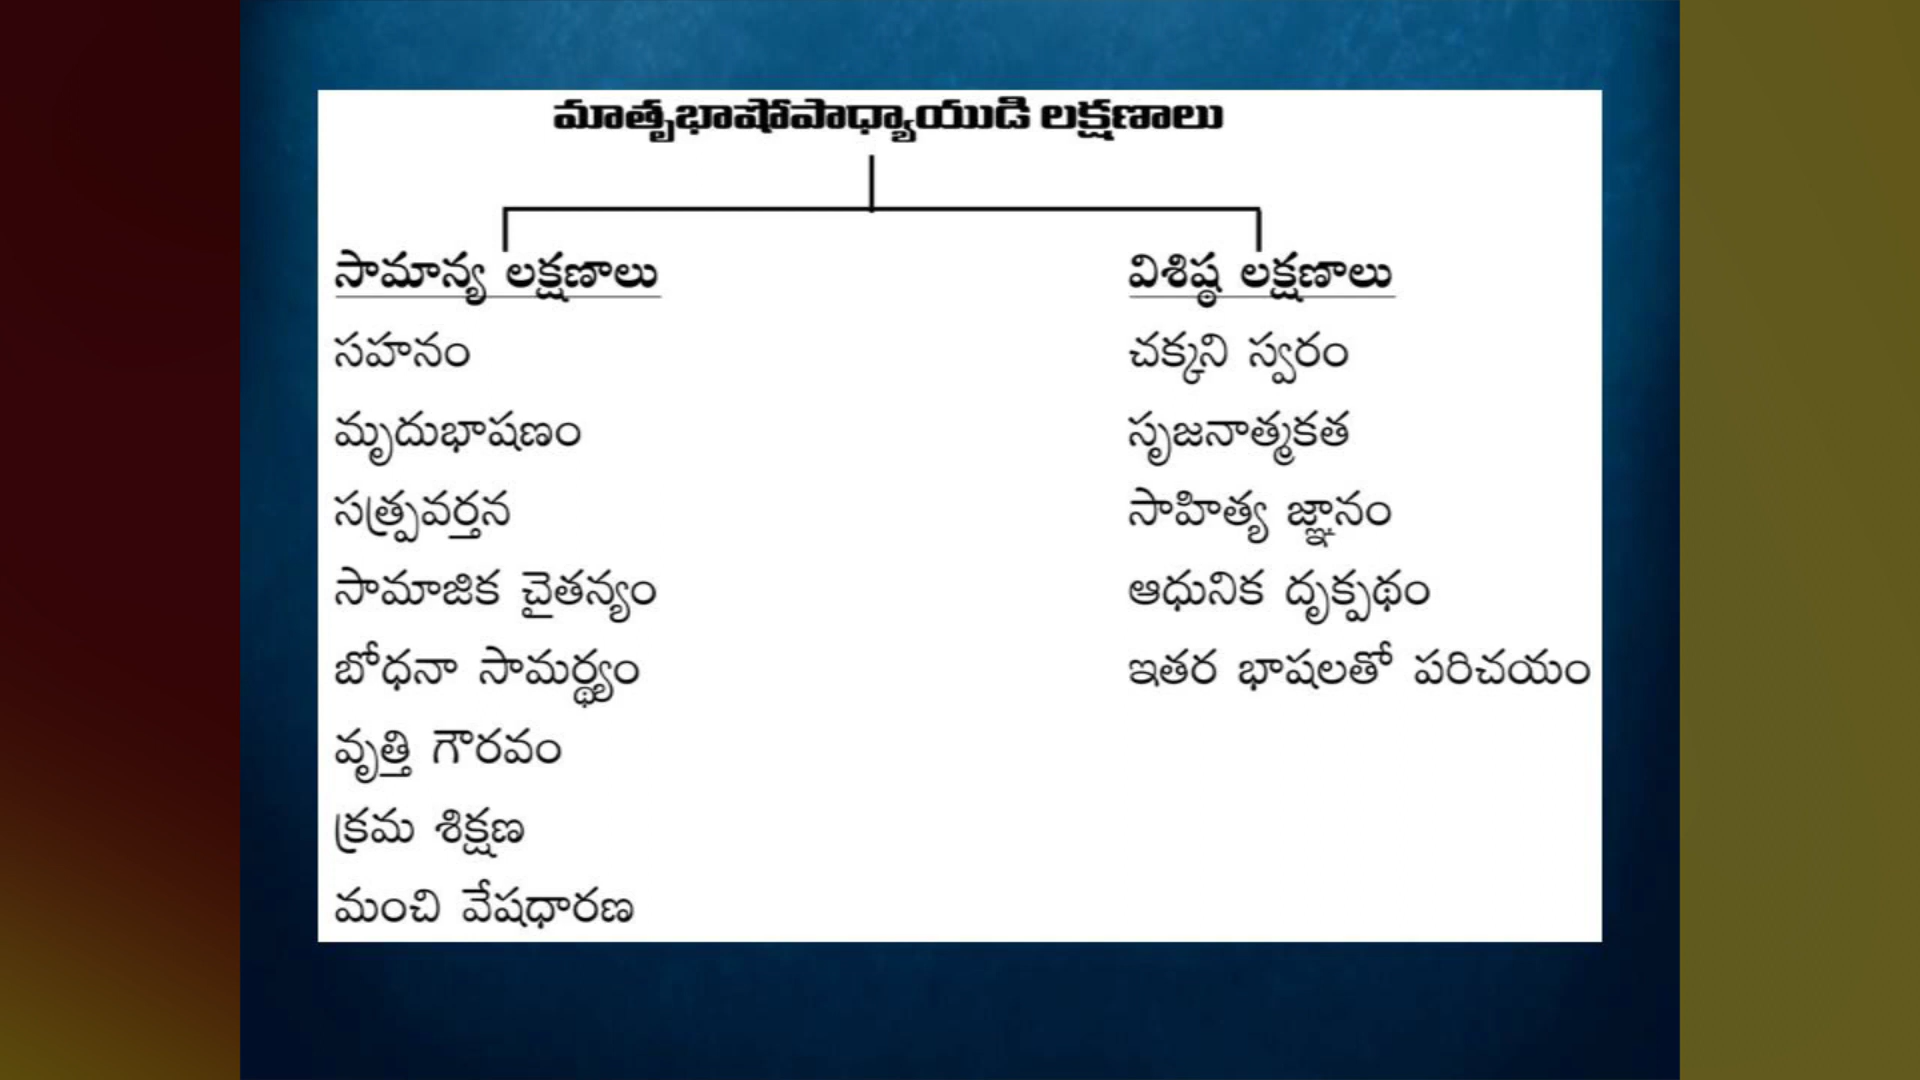 మాతృభాషోపాధ్యాయుడి లక్షణాలు
సామాన్య లక్షణాలు
సహనం
మృదుభాషణం
సత్ప్రవర్తన
సామాజిక చైతన్యం
బోధనా సామర్థ్యం
వృత్తి గౌరవం
క్రమ శిక్షణ
మంచి వేషధారణ
విశిష్ఠ లక్షణాలు
చక్కని స్వరం
సృజనాత్మకత
సాహిత్య జ్ఞానం
ఆధునిక దృక్పథం
ఇతర భాషలతో పరిచయం